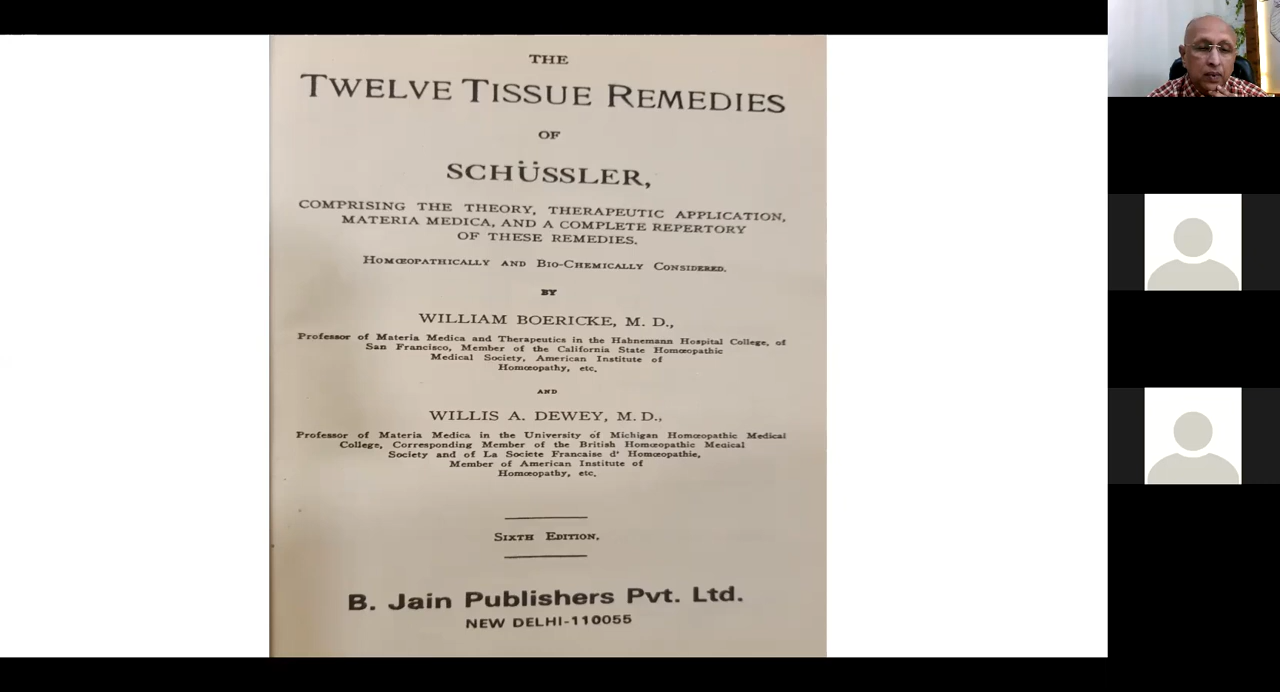 THE
TWELVE TISSUE REMEDIES
OF
SCHÜSSLER,
COMPRISING THE THEORY, THERAPEUTIC APPLICATION,
MATERIA MEDICA, AND A COMPLETE REPERTORY
OF THESE REMEDIES.
HOMŒOPATHICALLY AND BIO-CHEMICALLY CONSIDERED.
BY
WILLIAM BOERICKE, M. D.,
Professor of Materia Medica and Therapeutics in the Hahnemann Hospital College, of
San Francisco, Member of the California State Homœopathic
Medical Society, American Institute of
Homœopathy, etc.
AND
WILLIS A. DEWEY, M. D.,
Professor of Materia Medica in the University of Michigan Homœopathic Medical
College, Corresponding Member of the British Homœopathic Medical
Society and of La Societe Francaise d' Homœopathie,
Member of American Institute of
Homœopathy, etc.
SIXTH EDITION.
B. Jain Publishers Pvt. Ltd.
NEW DELHI-110055